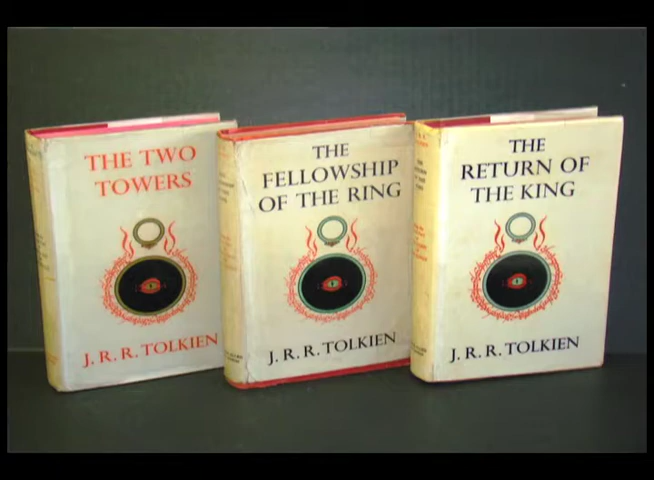 THE TWO
TOWERS
J. R. R. TOLKIEN
THE
FELLOWSHIP
OF THE RING
J. R. R. TOLKIEN
THE
RETURN OF
THE KING
J. R. R. TOLKIEN